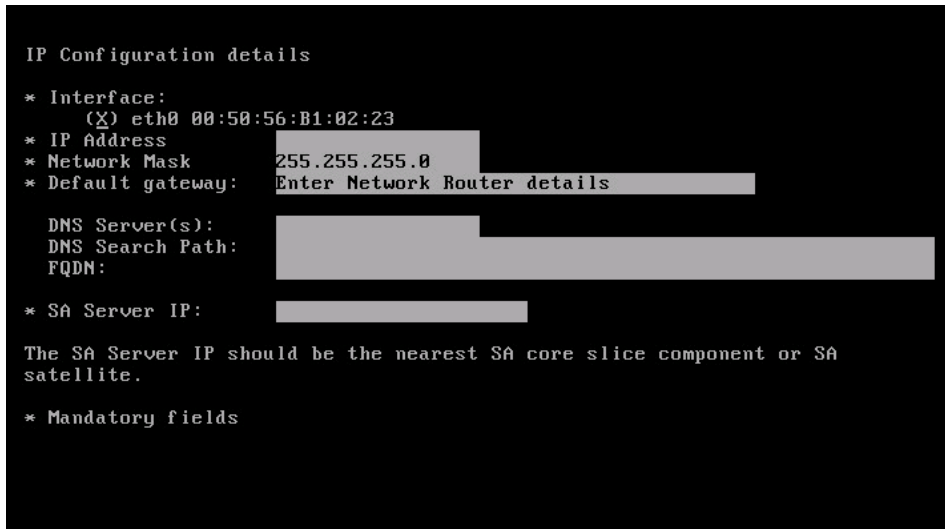 IP Configuration details
* Interface:
(X) eth0 00:50:56:B1:02:23
* IP Address
* Network Mask 255.255.255.0
* Default gateway: Enter Network Router details
DNS Server(s):
DNS Search Path:
FQDN:
* SA Server IP:
The SA Server IP should be the nearest SA core slice component or SA
satellite.
* Mandatory fields